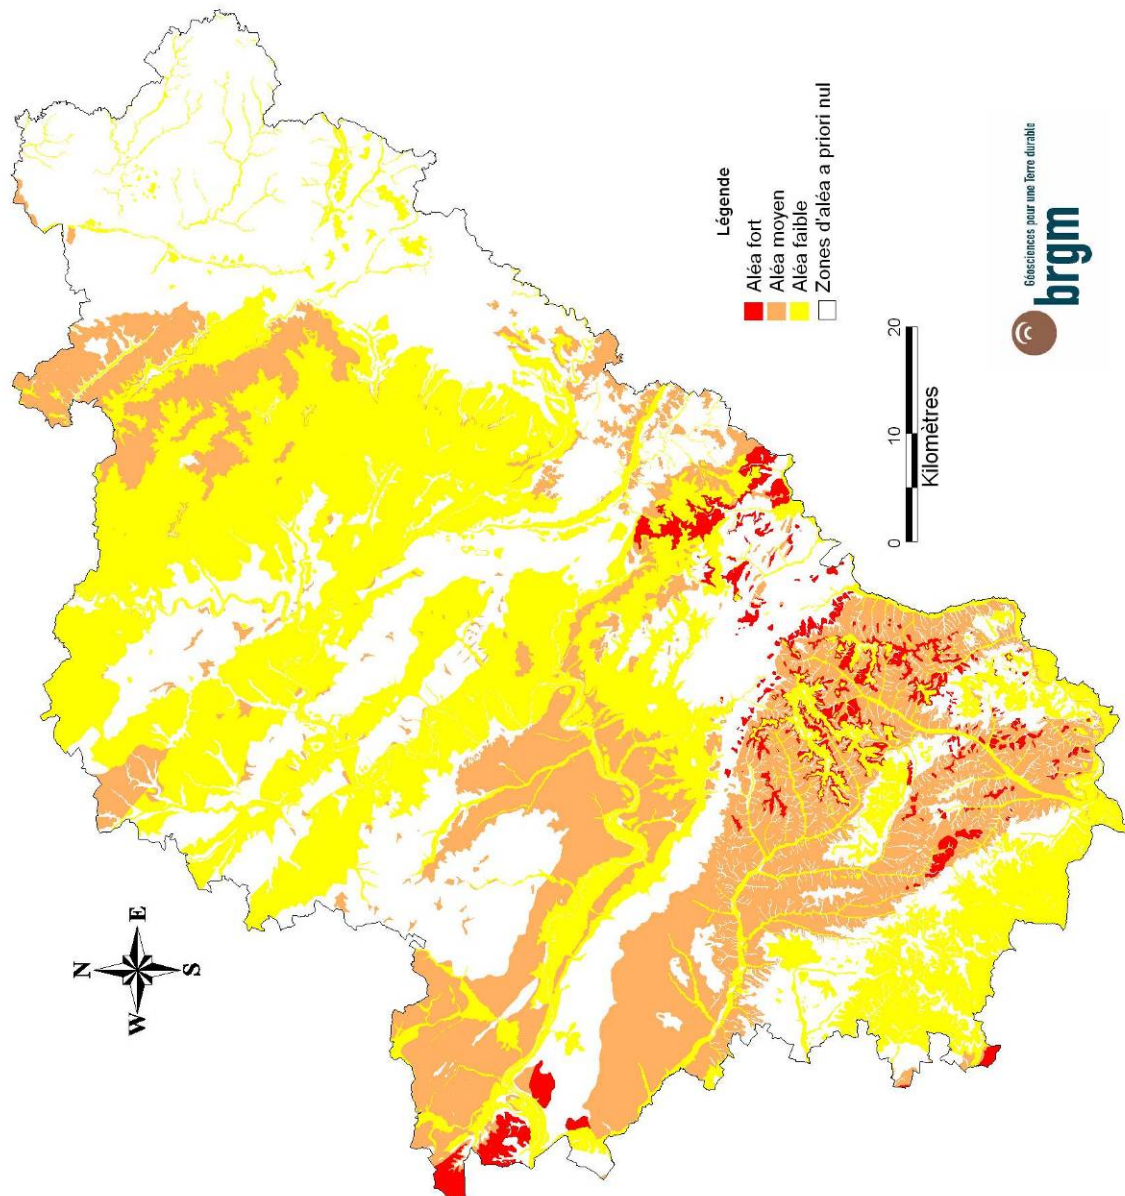 N
W
E
S
Légende
Aléa fort
Aléa moyen
Aléa faible
Zones d'aléa a priori nul
0
10
20
Kilomètres
Géosciences pour une Terre durable
brgm